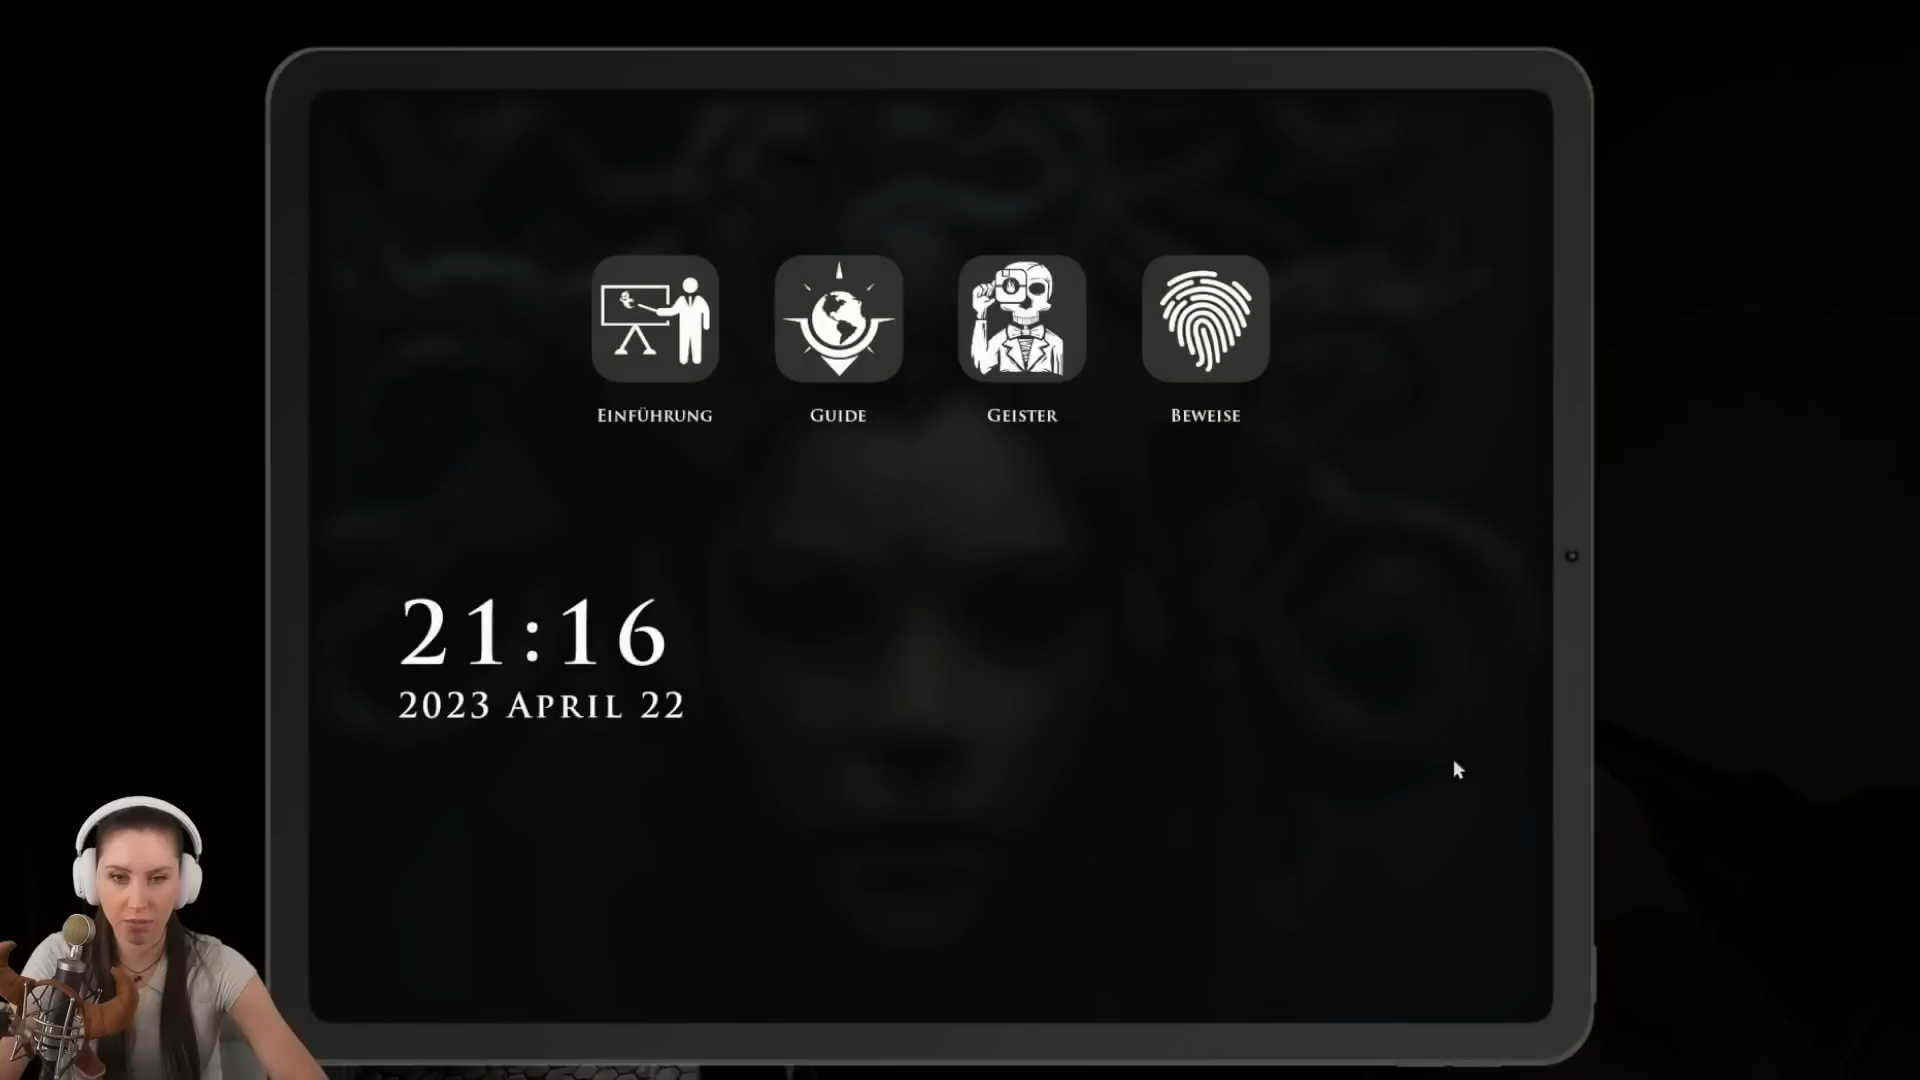 EINFÜHRUNG
GUIDE
GEISTER
BEWEISE
21:16
2023 APRIL 22